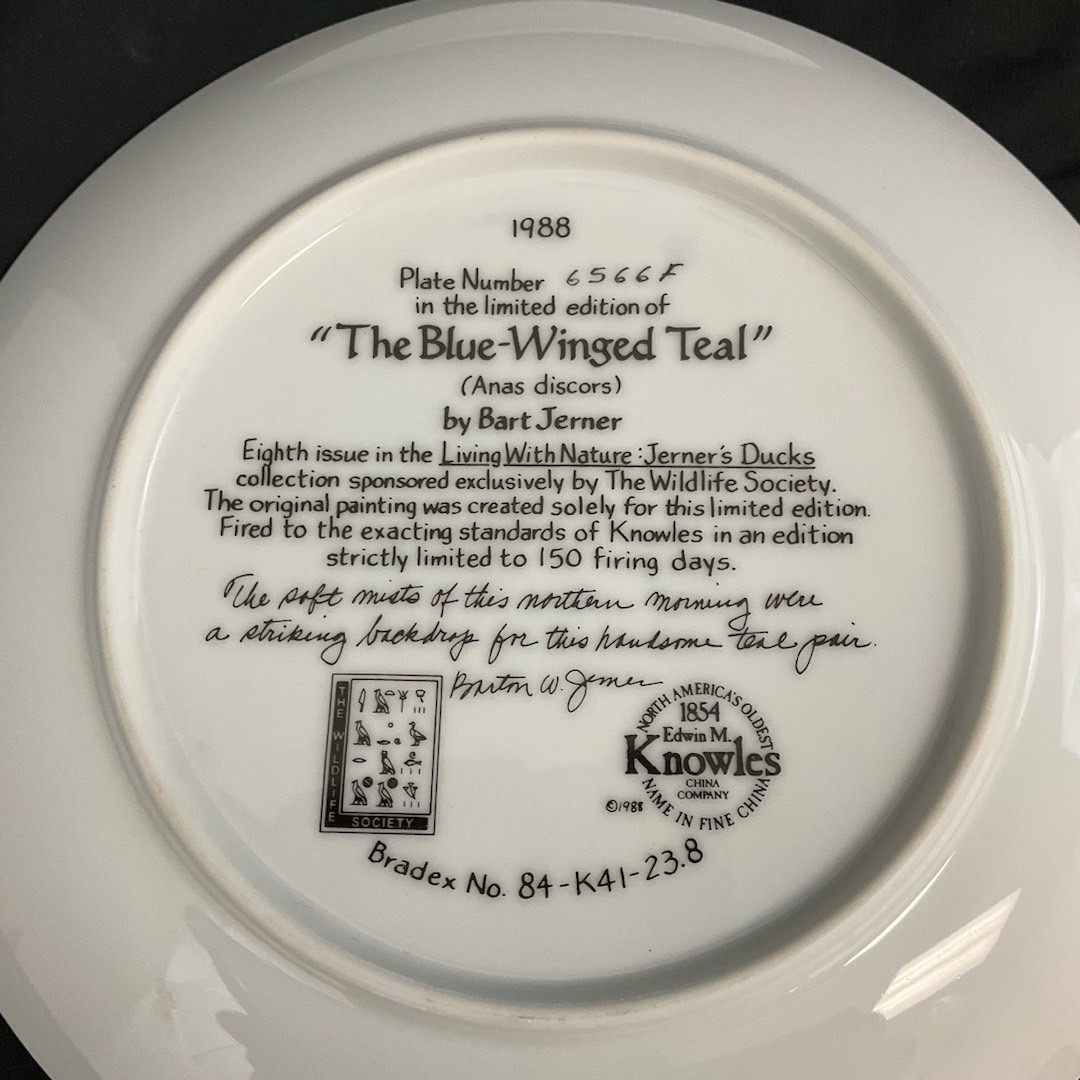 1988
Plate Number 6566F
in the limited edition of
"The Blue-Winged Teal"
(Anas discors)
by Bart Jerner
Eighth issue in the Living With Nature: Jerner's Ducks
collection sponsored exclusively by The Wildlife Society.
The original painting was created solely for this limited edition.
Fired to the exacting standards of Knowles in an edition
strictly limited to 150 firing days.
The soft mists of this northern morning were
a striking backdrop for this handsome teal pair.
Barton W. Jerner
THE WILDLIFE
SOCIETY
NORTH AMERICA'S OLDEST
1854
Edwin M.
Knowles
CHINA
COMPANY
NAME IN FINE CHINA
©1988
Bradex No. 84-K41-23.8